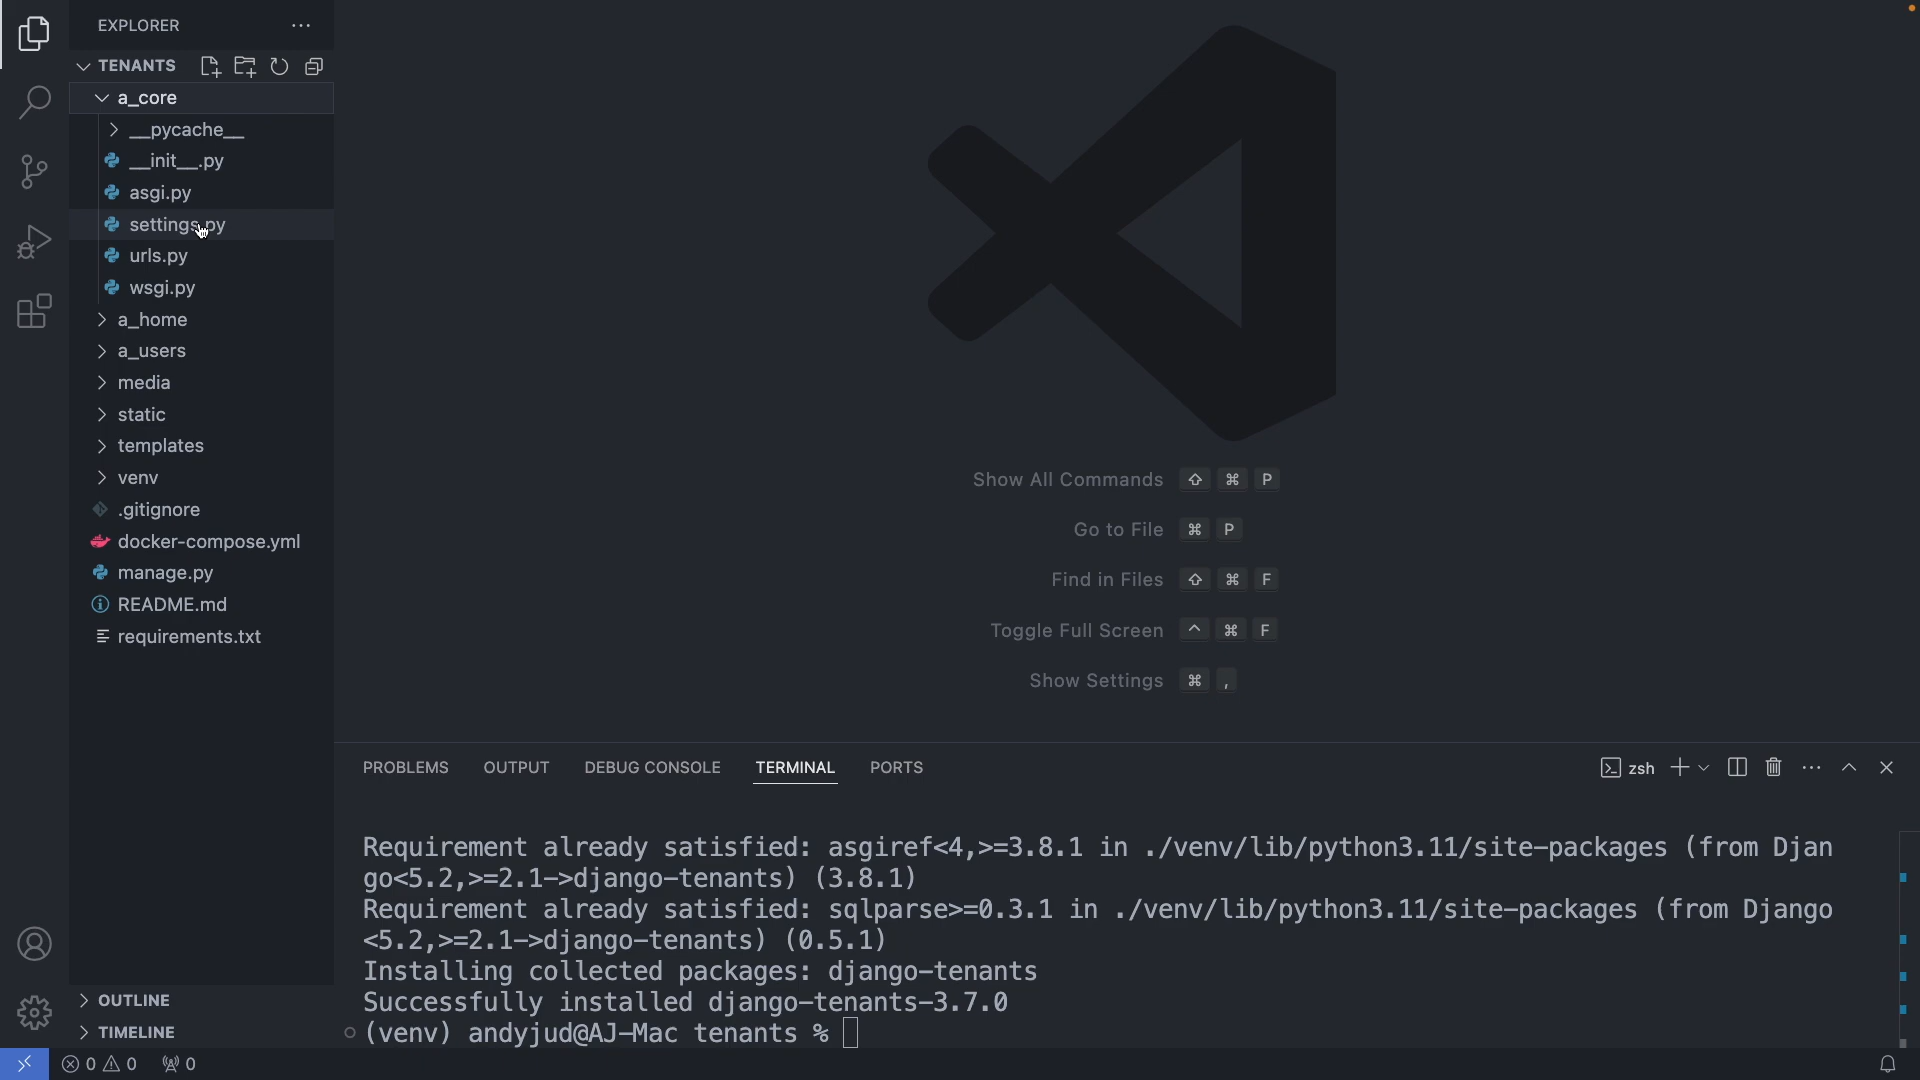 EXPLORER
TENANTS
a_core
__pycache__
__init__.py
asgi.py
settings.py
urls.py
wsgi.py
a_home
a_users
media
static
templates
venv
.gitignore
docker-compose.yml
manage.py
README.md
requirements.txt
OUTLINE
TIMELINE
Show All Commands ⇧ ⌘ P
Go to File ⌘ P
Find in Files ⇧ ⌘ F
Toggle Full Screen ^ ⌘ F
Show Settings ⌘ ,
PROBLEMS OUTPUT DEBUG CONSOLE TERMINAL PORTS
zsh
Requirement already satisfied: asgiref<4,>=3.8.1 in ./venv/lib/python3.11/site-packages (from Djan
go<5.2,>=2.1->django-tenants) (3.8.1)
Requirement already satisfied: sqlparse>=0.3.1 in ./venv/lib/python3.11/site-packages (from Django
<5.2,>=2.1->django-tenants) (0.5.1)
Installing collected packages: django-tenants
Successfully installed django-tenants-3.7.0
(venv) andyjud@AJ-Mac tenants %
0 0 0